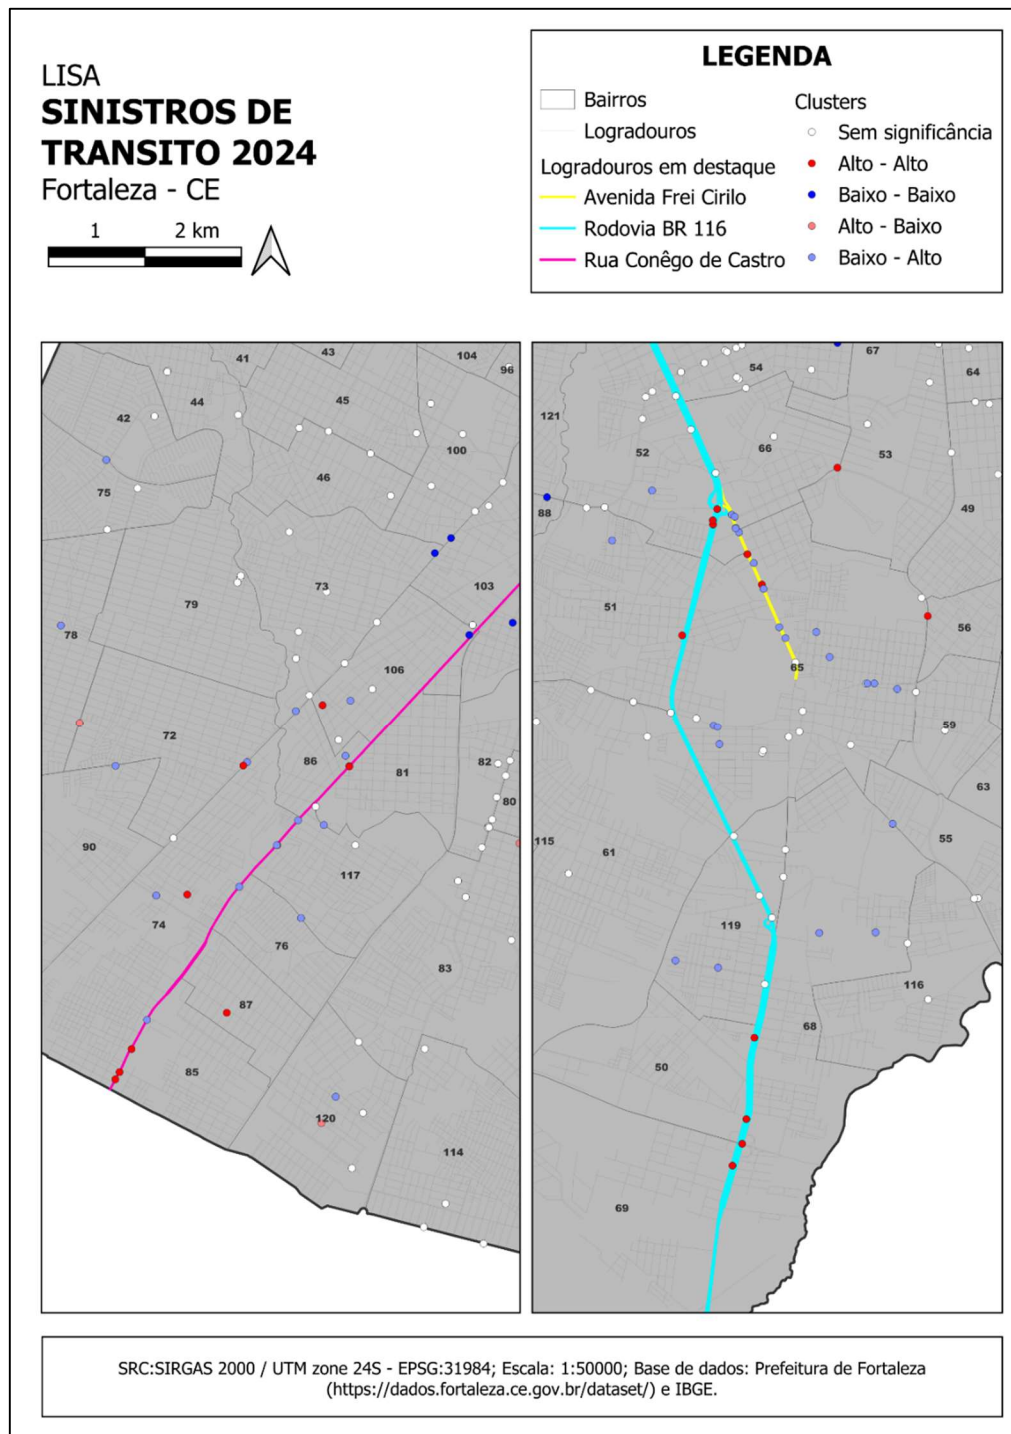 LISA
SINISTROS DE
TRANSITO 2024
Fortaleza - CE
1 2 km
LEGENDA
Bairros
Logradouros
Logradouros em destaque
Avenida Frei Cirilo
Rodovia BR 116
Rua Conêgo de Castro
Clusters
Sem significância
Alto - Alto
Baixo - Baixo
Alto - Baixo
Baixo - Alto
41 43 104 96
44 45
42 100
46
75
73 103
79
78
106
72 86 81 82
80
90
117
74 76
83
87
85
120
114
67
54 64
121 66
52 53
88 49
51 56
65
59
63
55
115 61
119
116
68
50
69
SRC:SIRGAS 2000 / UTM zone 24S - EPSG:31984; Escala: 1:50000; Base de dados: Prefeitura de Fortaleza
(https://dados.fortaleza.ce.gov.br/dataset/) e IBGE.